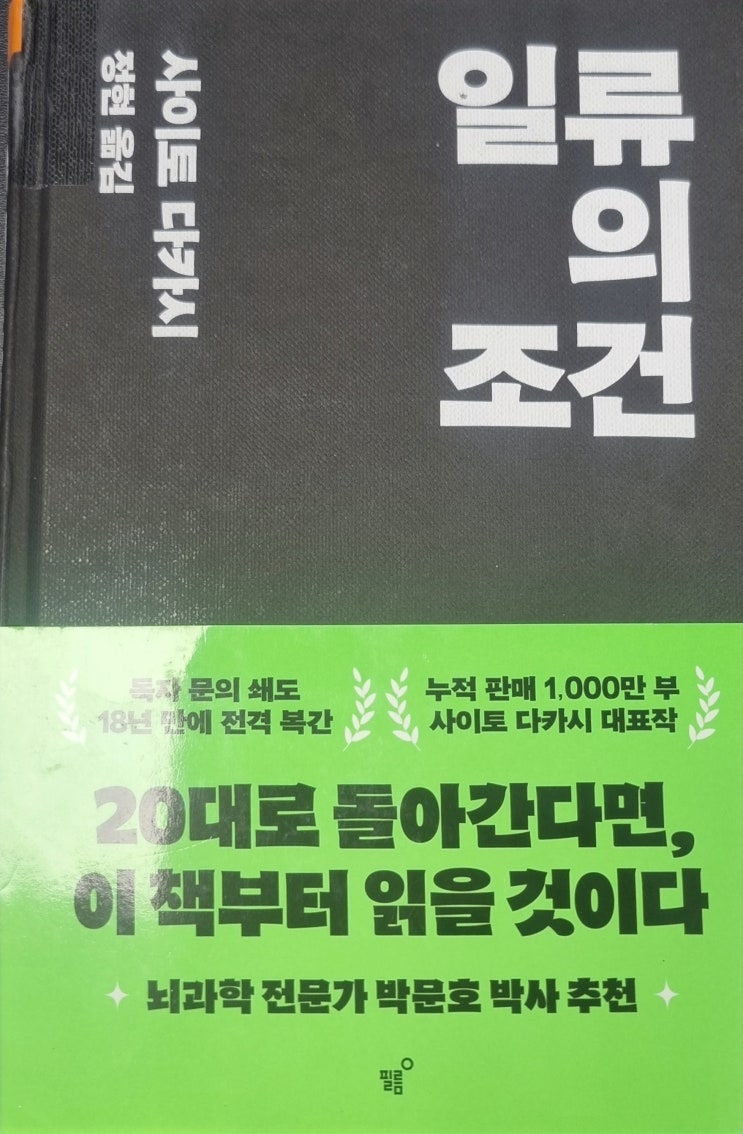 일류
의
조건
사이토 다카시
정현 옮김
독자 문의 쇄도
18년 만에 전격 복간
누적 판매 1,000만 부
사이토 다카시 대표작
20대로 돌아간다면,
이 책부터 읽을 것이다
뇌과학 전문가 박문호 박사 추천
필름